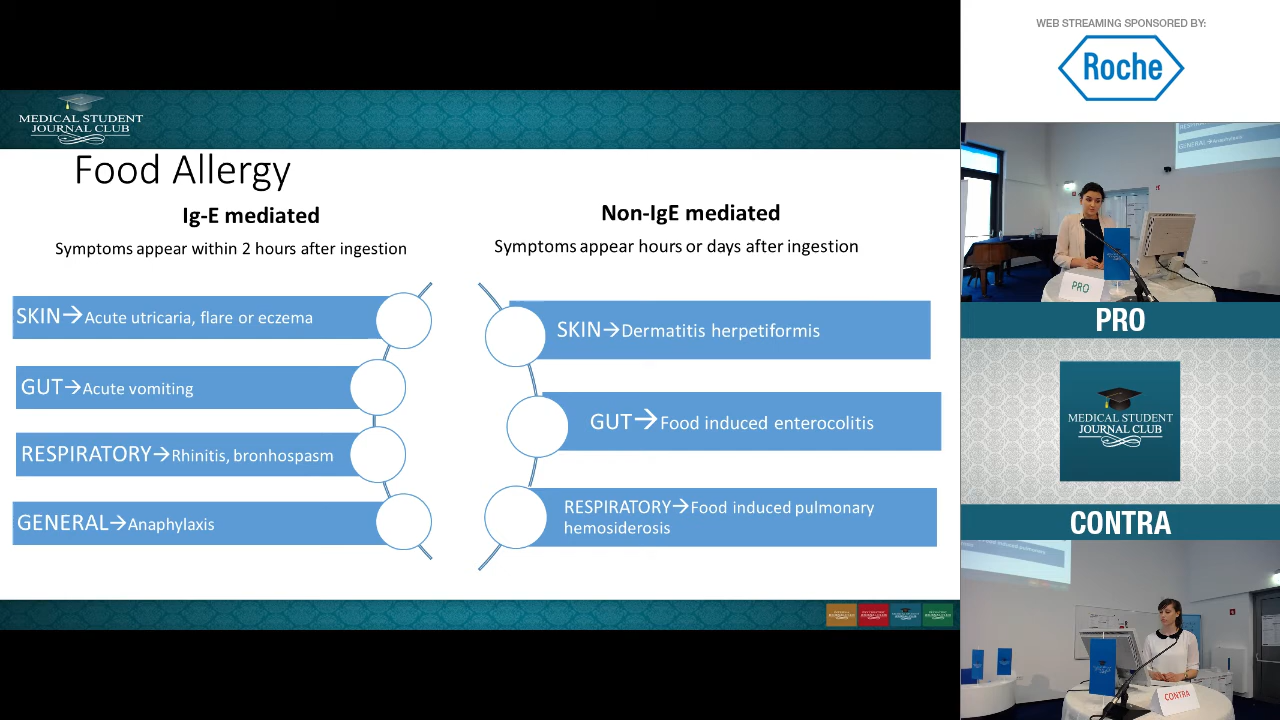 MEDICAL STUDENT
JOURNAL CLUB
Food Allergy
Ig-E mediated
Symptoms appear within 2 hours after ingestion
SKIN→Acute utricaria, flare or eczema
GUT→Acute vomiting
RESPIRATORY→Rhinitis, bronhospasm
GENERAL→Anaphylaxis
Non-IgE mediated
Symptoms appear hours or days after ingestion
SKIN→Dermatitis herpetiformis
GUT→Food induced enterocolitis
RESPIRATORY→Food induced pulmonary
hemosiderosis
WEB STREAMING SPONSORED BY:
Roche
GENERAL→Anaphylaxis
PRO
PRO
MEDICAL STUDENT
JOURNAL CLUB
CONTRA
CONTRA